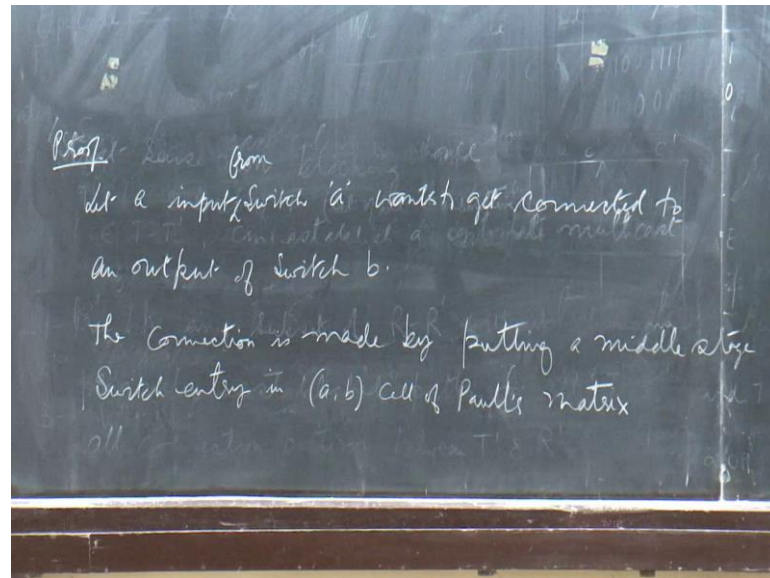 Proof
from
Let a input Switch 'a' wants to get connected to
an output of Switch b.
The connection is made by putting a middle stage
Switch entry in (a,b) cell of Paull's matrix